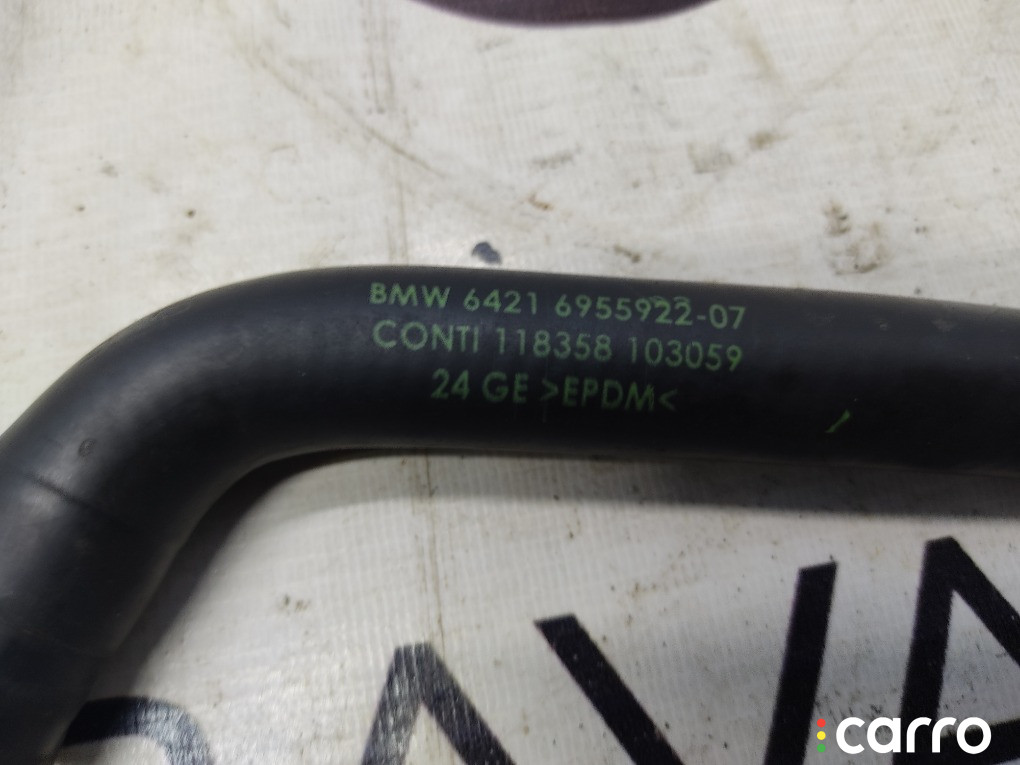 BMW 6421 6955922-07
CONTI 118358 103059
24 GE >EPDM<
carro